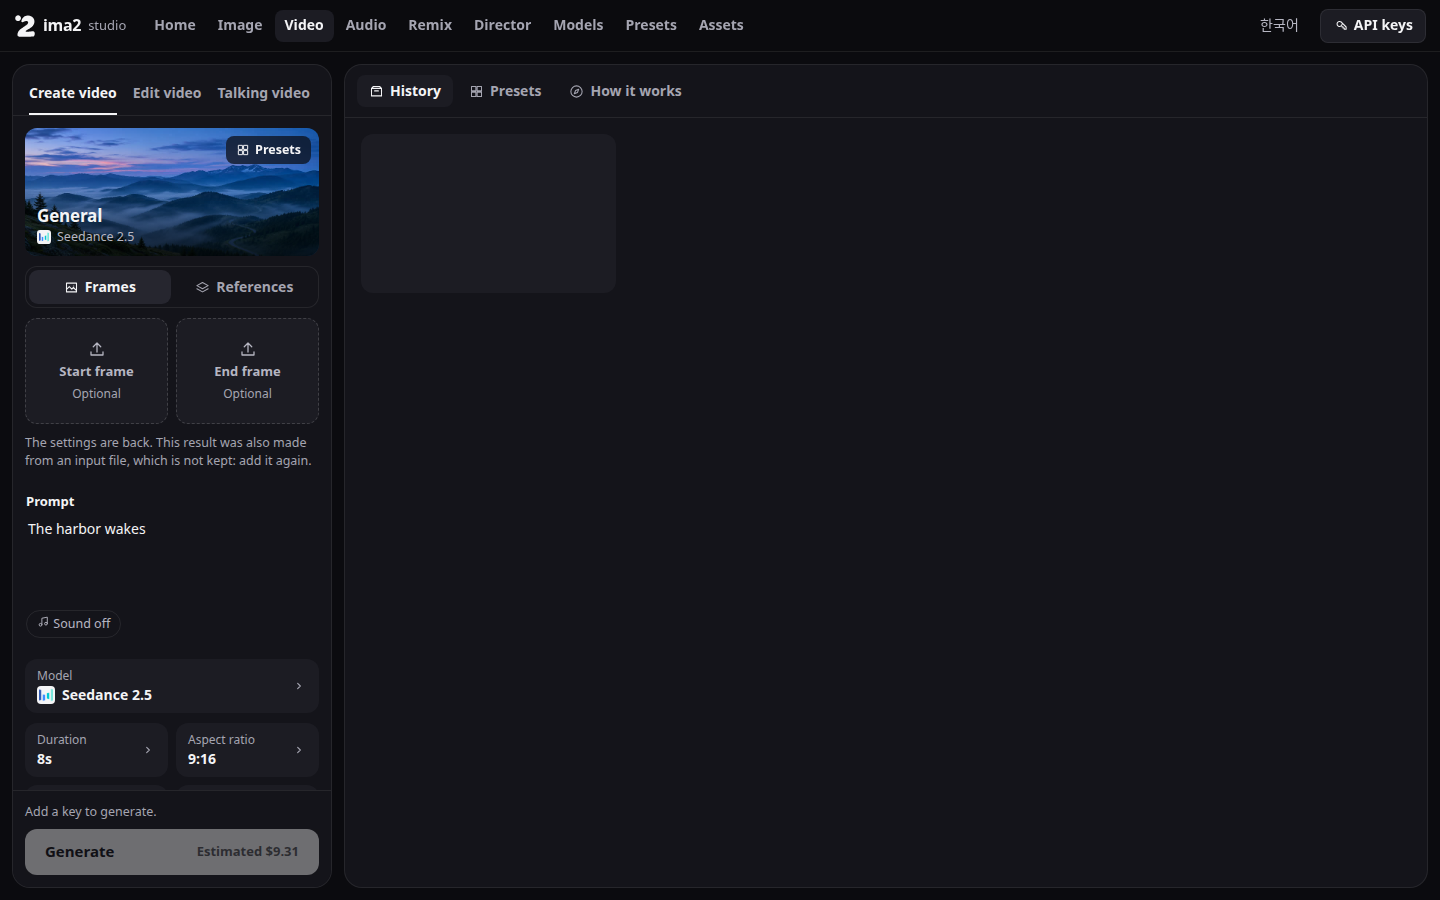 ima2 studio
Home
Image
Video
Audio
Remix
Director
Models
Presets
Assets
한국어
API keys
Create video
Edit video
Talking video
Presets
General
Seedance 2.5
Frames
References
Start frame
Optional
End frame
Optional
The settings are back. This result was also made
from an input file, which is not kept: add it again.
Prompt
The harbor wakes
Sound off
Model
Seedance 2.5
Duration
8s
Aspect ratio
9:16
Add a key to generate.
Generate
Estimated $9.31
History
Presets
How it works